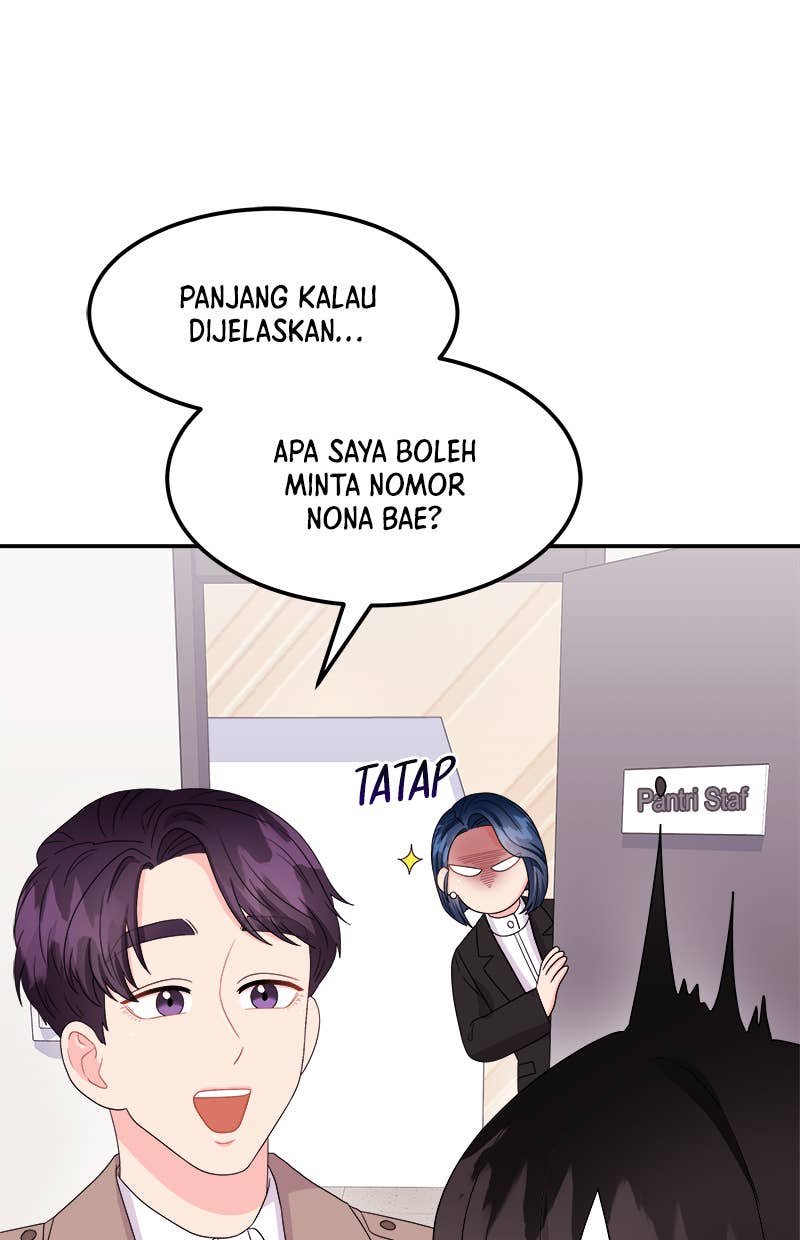 PANJANG KALAU
DIJELASKAN...
APA SAYA BOLEH
MINTA NOMOR
NONA BAE?
TATAP
Pantri Staf